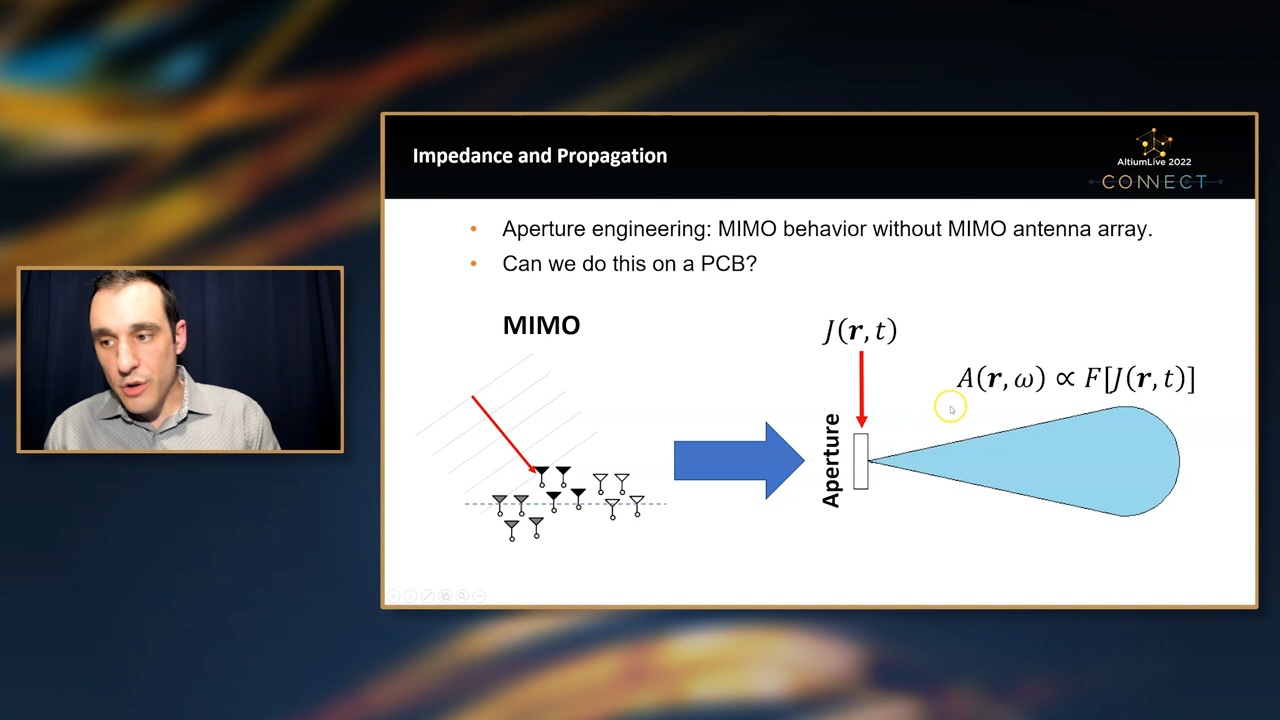 Impedance and Propagation
AltiumLive 2022
CONNECT
• Aperture engineering: MIMO behavior without MIMO antenna array.
• Can we do this on a PCB?
MIMO
J(r, t)
A(r, ω) ∝ F[J(r, t)]
Aperture